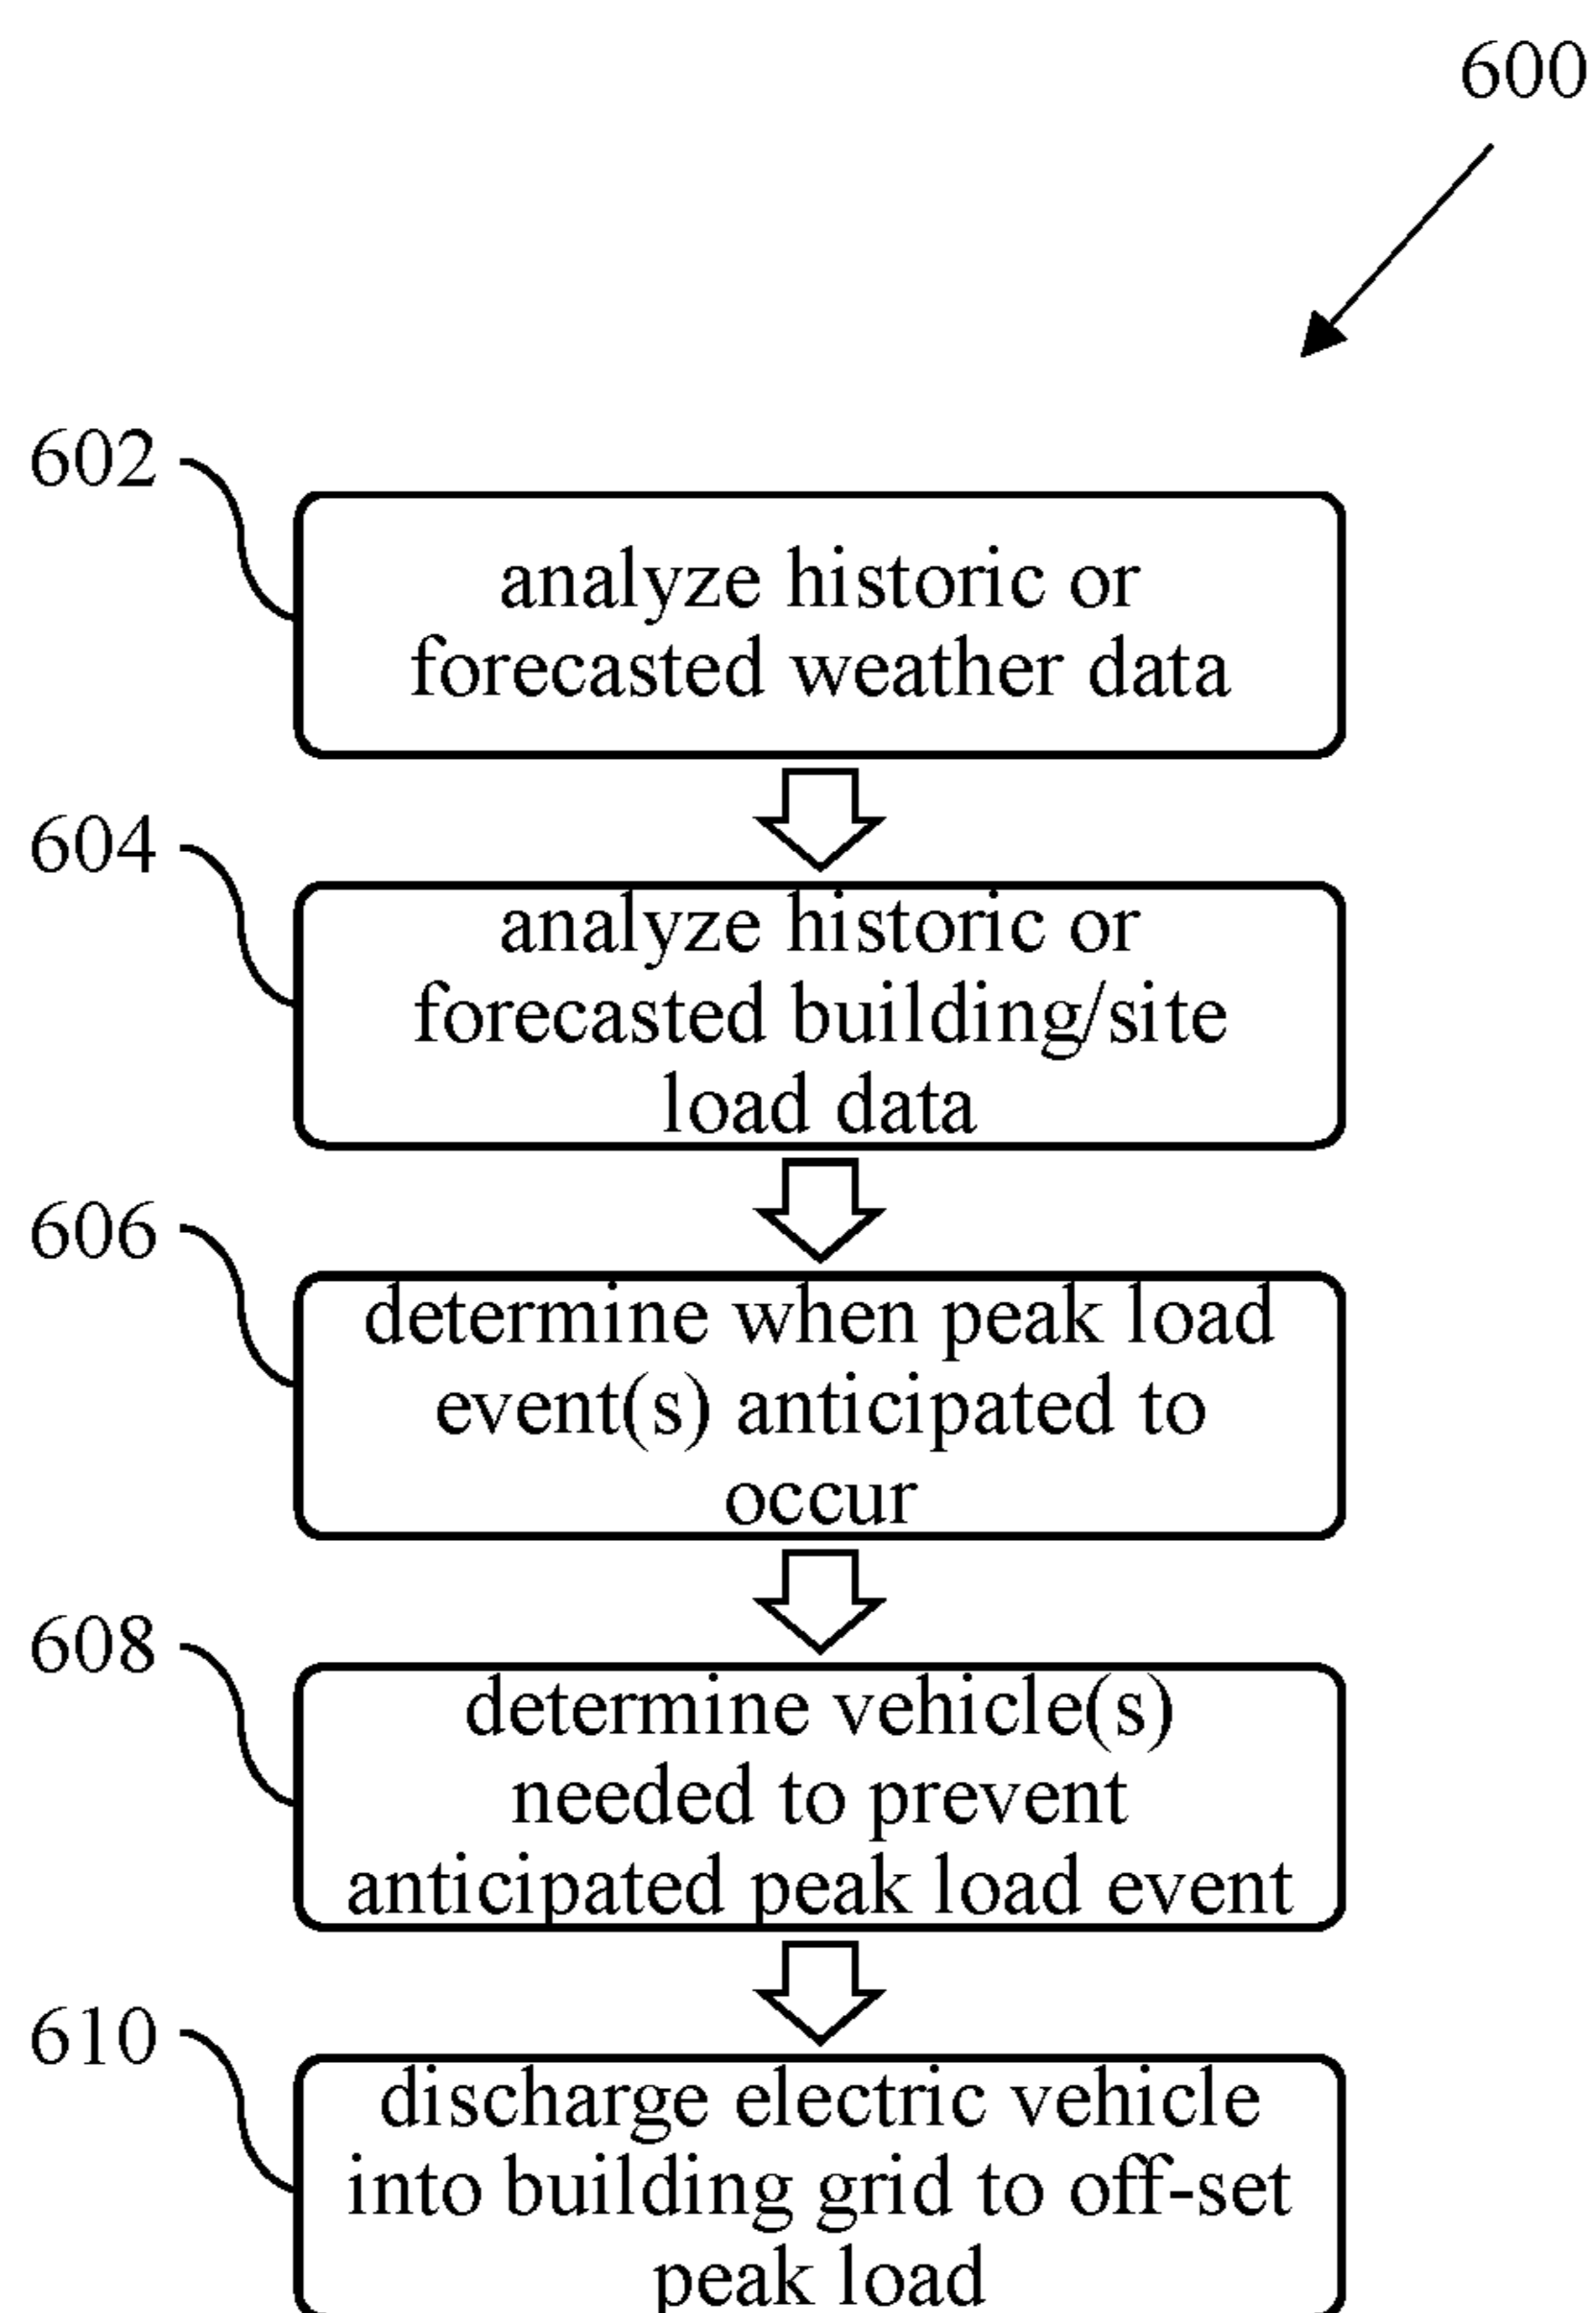 600
602
analyze historic or
forecasted weather data
604
analyze historic or
forecasted building/site
load data
606
determine when peak load
event(s) anticipated to
occur
608
determine vehicle(s)
needed to prevent
anticipated peak load event
610
discharge electric vehicle
into building grid to off-set
peak load